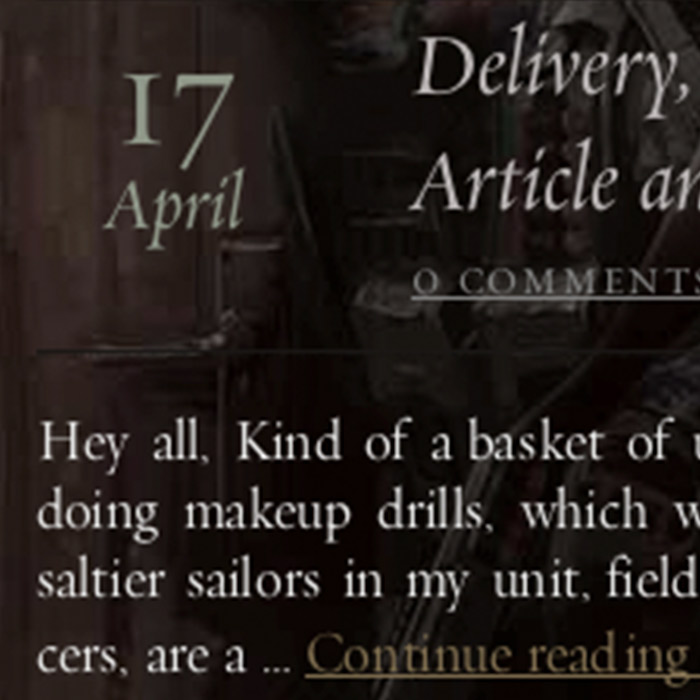 17
April
Delivery,
Article
0 COMMENTS
Hey all, Kind of a basket of
doing makeup drills, which
saltier sailors in my unit, field
cers, are a ... Continue reading